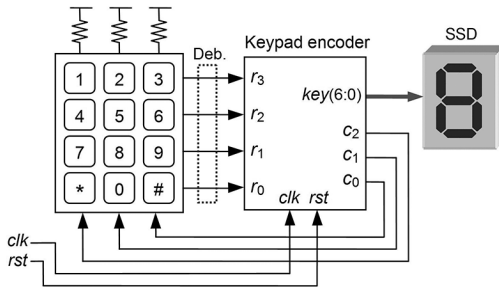 SSD
Keypad encoder
Deb.
1 2 3
r3
key(6:0)
4 5 6
r2
c2
7 8 9
r1
c1
* 0 #
r0
c0
clk rst
clk
rst